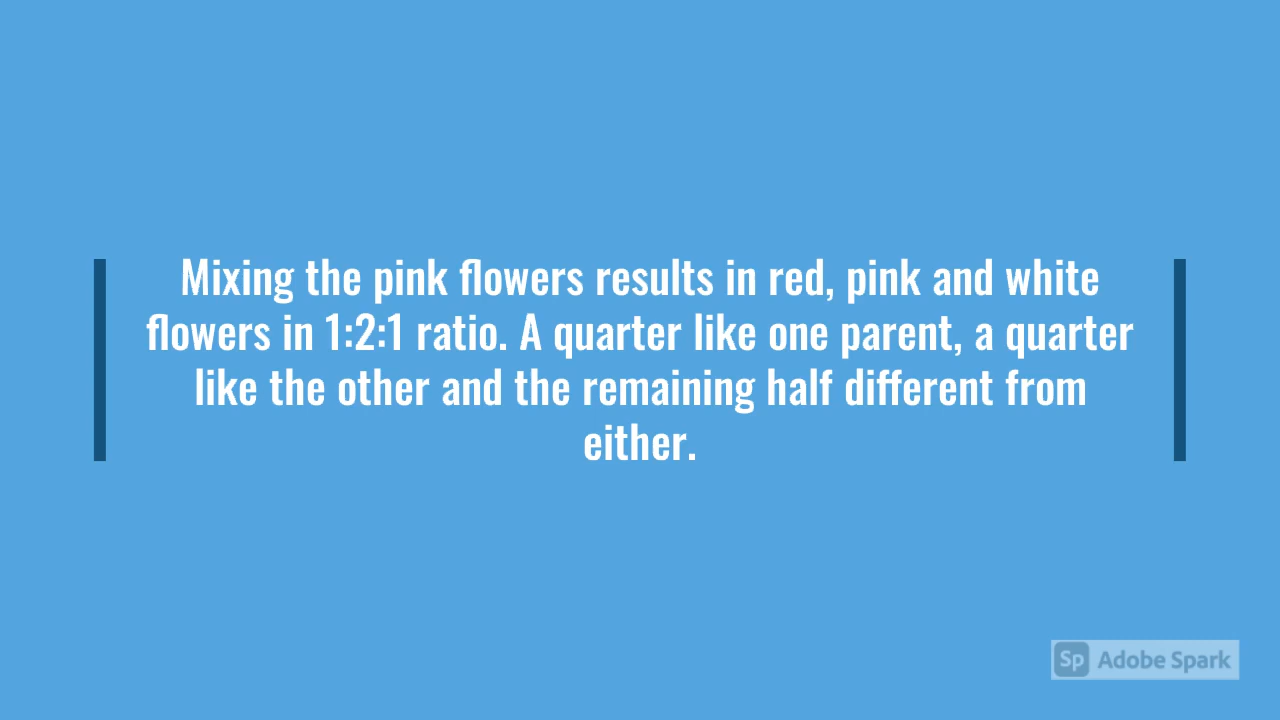 Mixing the pink flowers results in red, pink and white
flowers in 1:2:1 ratio. A quarter like one parent, a quarter
like the other and the remaining half different from
either.
Sp Adobe Spark